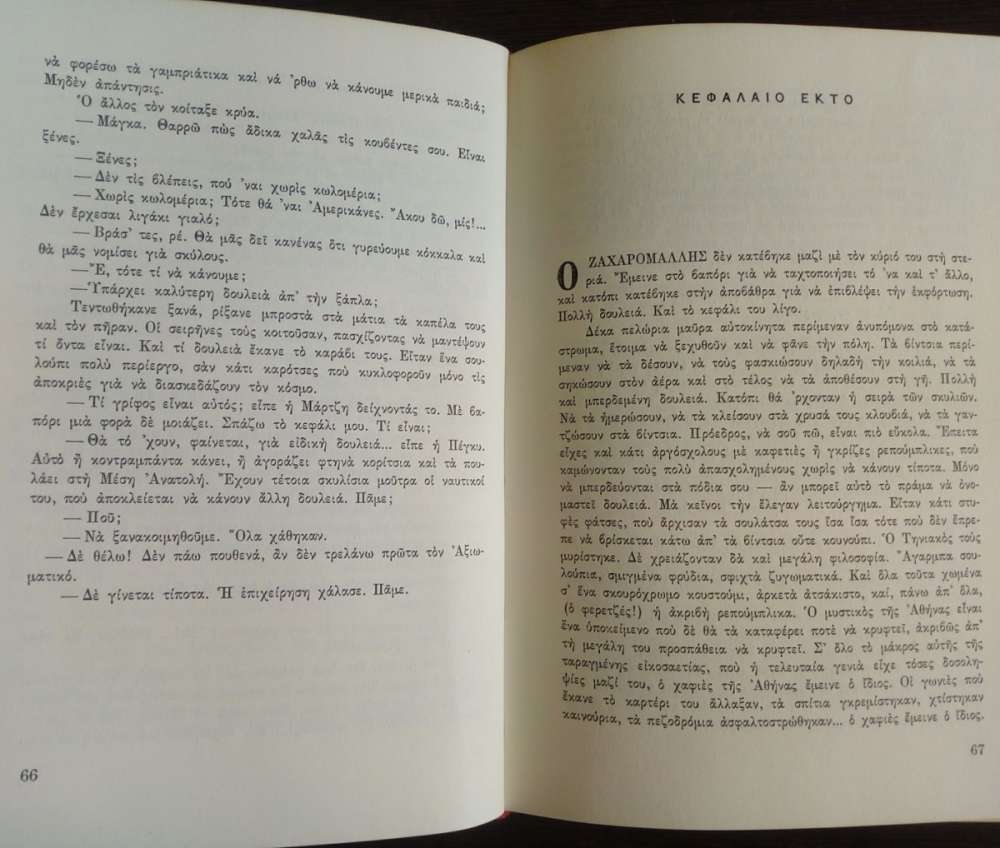 νὰ φορέσω τὰ γαμπριάτικα καὶ νά 'ρθω νὰ κάνουμε μερικὰ παιδιά;
Μηδὲν ἀπάντησις.
Ὁ ἄλλος τὸν κοίταξε κρύα.
— Μάγκα. Θαρρῶ πὼς ἄδικα χαλᾶς τὶς κουβέντες σου. Εἶναι
ξένες.
— Ξένες;
— Δὲν τὶς βλέπεις, πού 'ναι χωρὶς κωλομέρια;
— Χωρὶς κωλομέρια; Τότε θά 'ναι Ἀμερικάνες. Ἄκου δῶ, μίς!...
Δὲν ἔρχεσαι λιγάκι γιαλό;
— Βράσ' τες, ρέ. Θὰ μᾶς δεῖ κανένας ὅτι γυρεύουμε κόκκαλα καὶ
θὰ μᾶς νομίσει γιὰ σκύλους.
— Ἔ, τότε τί νὰ κάνουμε;
— Ὑπάρχει καλύτερη δουλειὰ ἀπ' τὴν ξάπλα;
Τεντωθήκανε ξανά, ρίξανε μπροστὰ στὰ μάτια τὰ καπέλα τους
καὶ τὸν πῆραν. Οἱ σειρῆνες τοὺς κοιτοῦσαν, πασχίζοντας νὰ μαντέψουν
τί ὄντα εἶναι. Καὶ τί δουλειὰ ἔκανε τὸ καράβι τους. Εἴταν ἕνα σου-
λούπι πολὺ περίεργο, σὰν κάτι καρότσες ποὺ κυκλοφοροῦν μόνο τὶς
ἀποκριὲς γιὰ νὰ διασκεδάζουν τὸν κόσμο.
— Τί γρίφος εἶναι αὐτός; εἶπε ἡ Μάρτζη δείχνοντάς το. Μὲ βα-
πόρι μιὰ φορὰ δὲ μοιάζει. Σπάζω τὸ κεφάλι μου. Τί εἶναι;
— Θὰ τό 'χουν, φαίνεται, γιὰ εἰδικὴ δουλειά... εἶπε ἡ Πέγκυ.
Αὐτὸ ἢ κοντραμπάντα κάνει, ἢ ἀγοράζει φτηνὰ κορίτσια καὶ τὰ που-
λάει στὴ Μέση Ἀνατολή. Ἔχουν τέτοια σκυλίσια μοῦτρα οἱ ναυτικοί
του, ποὺ ἀποκλείεται νὰ κάνουν ἄλλη δουλειά. Πᾶμε;
— Ποῦ;
— Νὰ ξανακοιμηθοῦμε. Ὅλα χάθηκαν.
— Δὲ θέλω! Δὲν πάω πουθενά, ἂν δὲν τρελάνω πρῶτα τὸν Ἀξιω-
ματικό.
— Δὲ γίνεται τίποτα. Ἡ ἐπιχείρηση χάλασε. Πᾶμε.
66
ΚΕΦΑΛΑΙΟ ΕΚΤΟ
Ο ΖΑΧΑΡΟΜΑΛΛΗΣ δὲν κατέβηκε μαζὶ μὲ τὸν κύριό του στὴ στε-
ριά. Ἔμεινε στὸ βαπόρι γιὰ νὰ ταχτοποιήσει τό 'να καὶ τ' ἄλλο,
καὶ κατόπι κατέβηκε στὴν ἀποβάθρα γιὰ νὰ ἐπιβλέψει τὴν ἐκφόρτωση.
Πολλὴ δουλειά. Καὶ τὸ κεφάλι του λίγο.
Δέκα πελώρια μαῦρα αὐτοκίνητα περίμεναν ἀνυπόμονα στὸ κατά-
στρωμα, ἕτοιμα νὰ ξεχυθοῦν καὶ νὰ φᾶνε τὴν πόλη. Τὰ βίντσια περί-
μεναν νὰ τὰ δέσουν, νὰ τοὺς φασκιώσουν δηλαδὴ τὴν κοιλιά, νὰ τὰ
σηκώσουν στὸν ἀέρα καὶ στὸ τέλος νὰ τὰ ἀποθέσουν στὴ γῆ. Πολλὴ
καὶ μπερδεμένη δουλειά. Κατόπι θὰ 'ρχονταν ἡ σειρὰ τῶν σκυλιῶν.
Νὰ τὰ ἡμερώσουν, νὰ τὰ κλείσουν στὰ χρυσά τους κλουβιά, νὰ τὰ γαν-
τζώσουν στὰ βίντσια. Πρόεδρος, νὰ σοῦ πῶ, εἶναι πιὸ εὔκολα. Ἔπειτα
εἶχες καὶ κάτι ἀργόσχολους μὲ καφετιὲς ἢ γκρίζες ρεπούμπλικες, ποὺ
καμώνονταν τοὺς πολὺ ἀπασχολημένους χωρὶς νὰ κάνουν τίποτα. Μόνο
νὰ μπερδεύονται στὰ πόδια σου — ἂν μπορεῖ αὐτὸ τὸ πράμα νὰ ὀνο-
μαστεῖ δουλειά. Μὰ κεῖνοι τὴν ἔλεγαν λειτούργημα. Εἴταν κάτι στυ-
φὲς φάτσες, ποὺ ἄρχισαν τὰ σουλάτσα τους ἴσα ἴσα τότε ποὺ δὲν ἔπρε-
πε νὰ βρίσκεται κάτω ἀπ' τὰ βίντσια οὔτε κουνούπι. Ὁ Τηνιακὸς τοὺς
μυρίστηκε. Δὲ χρειάζονταν δὰ καὶ μεγάλη φιλοσοφία. Ἄγαρμπα σου-
λούπια, σμιγμένα φρύδια, σφιχτὰ ζυγωματικά. Καὶ ὅλα τοῦτα χωμένα
σ' ἕνα σκουρόχρωμο κουστούμι, ἀρκετὰ ἀτσάκιστο, καί, πάνω ἀπ' ὅλα,
(ὁ φερετζές!) ἡ ἀκριβὴ ρεπούμπλικα. Ὁ μυστικὸς τῆς Ἀθήνας εἶναι
ἕνα ὑποκείμενο ποὺ δὲ θὰ τὰ καταφέρει ποτὲ νὰ κρυφτεῖ, ἀκριβῶς ἀπ'
τὴ μεγάλη του προσπάθεια νὰ κρυφτεῖ. Σ' ὅλο τὸ μάκρος αὐτῆς τῆς
ταραγμένης εἰκοσαετίας, ποὺ ἡ τελευταία γενιὰ εἶχε τόσες δοσολη-
ψίες μαζί του, ὁ χαφιὲς τῆς Ἀθήνας ἔμεινε ὁ ἴδιος. Οἱ γωνιὲς ποὺ
ἔκανε τὸ καρτέρι του ἄλλαξαν, τὰ σπίτια γκρεμίστηκαν, χτίστηκαν
καινούρια, τὰ πεζοδρόμια ἀσφαλτοστρώθηκαν... ὁ χαφιὲς ἔμεινε ὁ ἴδιος.
67